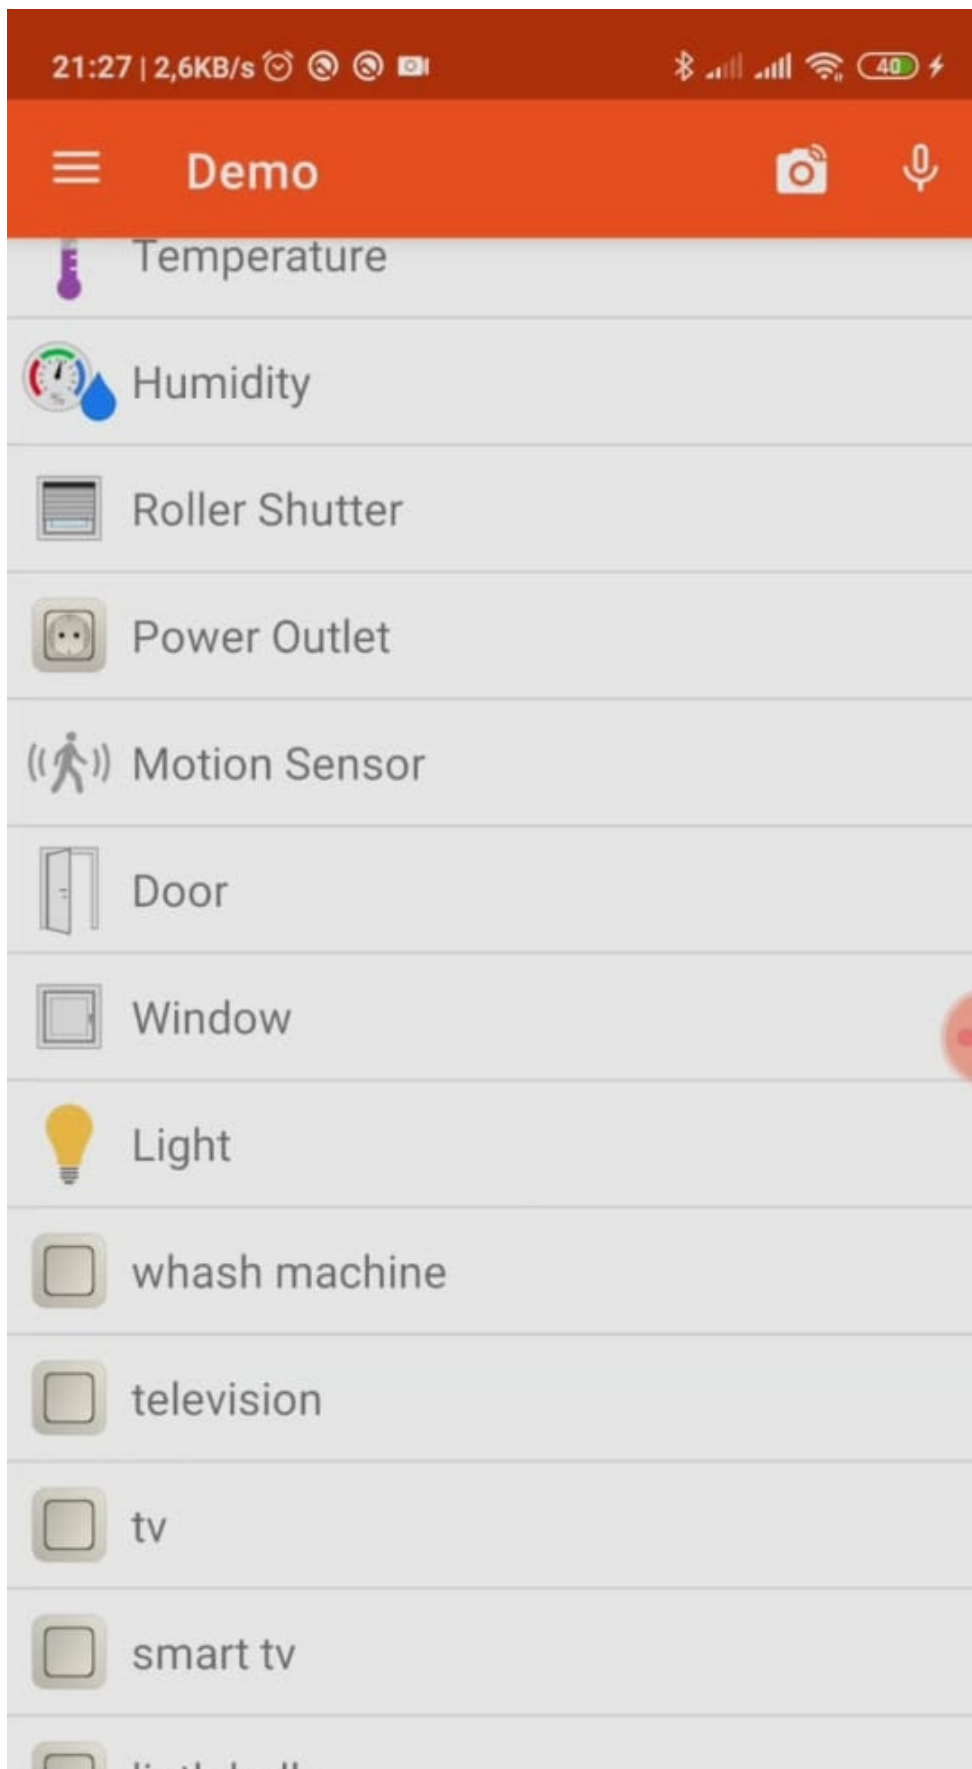 21:27 | 2,6KB/s 40
Demo
Temperature
Humidity
Roller Shutter
Power Outlet
Motion Sensor
Door
Window
Light
whash machine
television
tv
smart tv